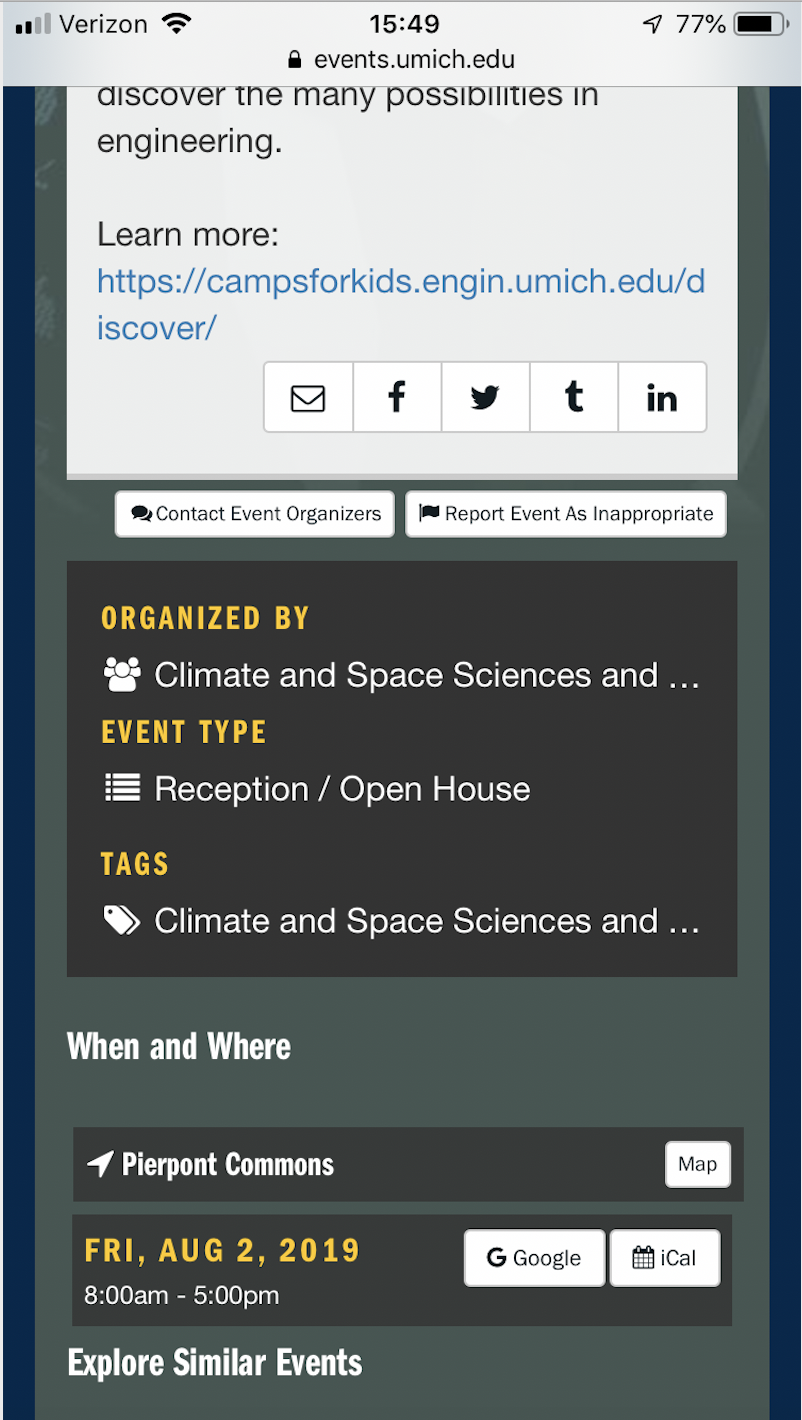 Verizon 15:49 77%
events.umich.edu
discover the many possibilities in
engineering.
Learn more:
https://campsforkids.engin.umich.edu/d
iscover/
Contact Event Organizers Report Event As Inappropriate
ORGANIZED BY
Climate and Space Sciences and ...
EVENT TYPE
Reception / Open House
TAGS
Climate and Space Sciences and ...
When and Where
Pierpont Commons Map
FRI, AUG 2, 2019 Google iCal
8:00am - 5:00pm
Explore Similar Events